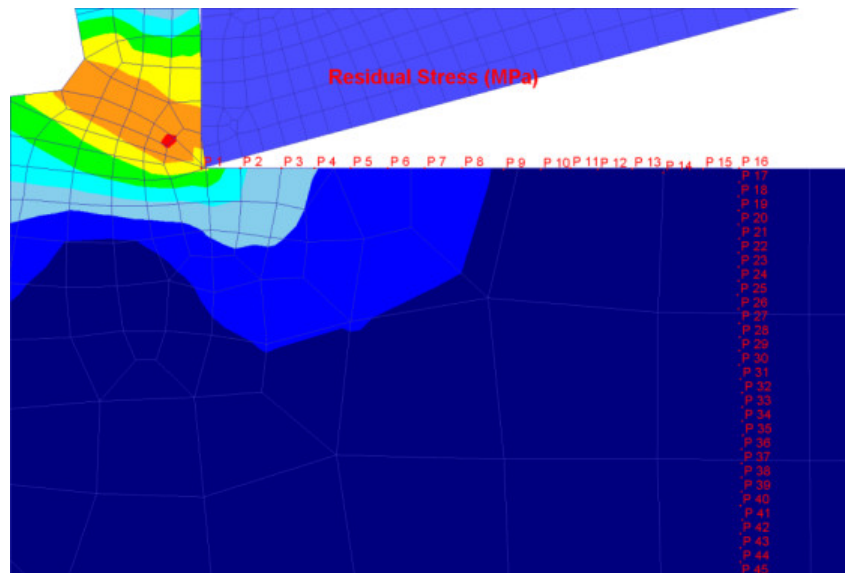 Residual Stress (MPa)
P 1 P 2 P 3 P 4 P 5 P 6 P 7 P 8 P 9 P 10 P 11 P 12 P 13 P 14 P 15 P 16
P 17
P 18
P 19
P 20
P 21
P 22
P 23
P 24
P 25
P 26
P 27
P 28
P 29
P 30
P 31
P 32
P 33
P 34
P 35
P 36
P 37
P 38
P 39
P 40
P 41
P 42
P 43
P 44
P 45